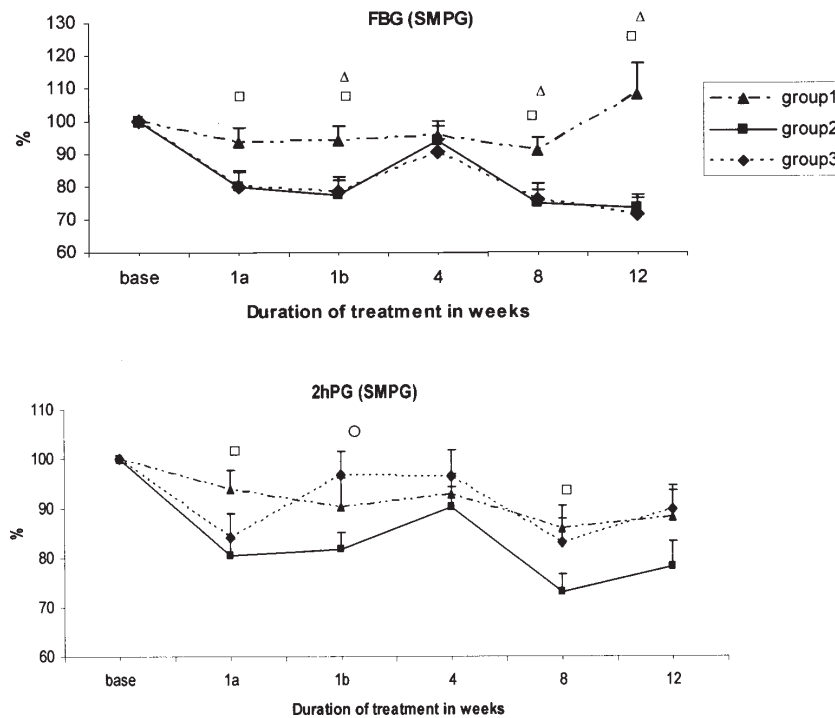 FBG (SMPG)
130
120
110
100
90
80
70
60
%
base 1a 1b 4 8 12
Duration of treatment in weeks
group1
group2
group3
2hPG (SMPG)
110
100
90
80
70
60
%
base 1a 1b 4 8 12
Duration of treatment in weeks